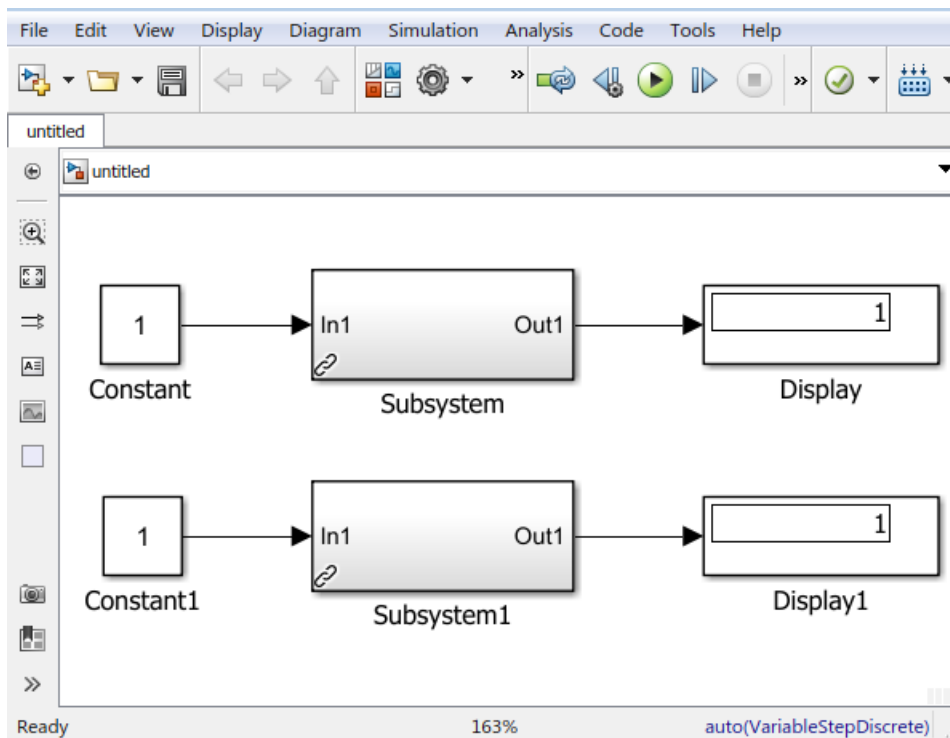 File Edit View Display Diagram Simulation Analysis Code Tools Help
» »
untitled
untitled
1 In1 Out1 1
Constant Subsystem Display
1 In1 Out1 1
Constant1 Subsystem1 Display1
Ready 163% auto(VariableStepDiscrete)